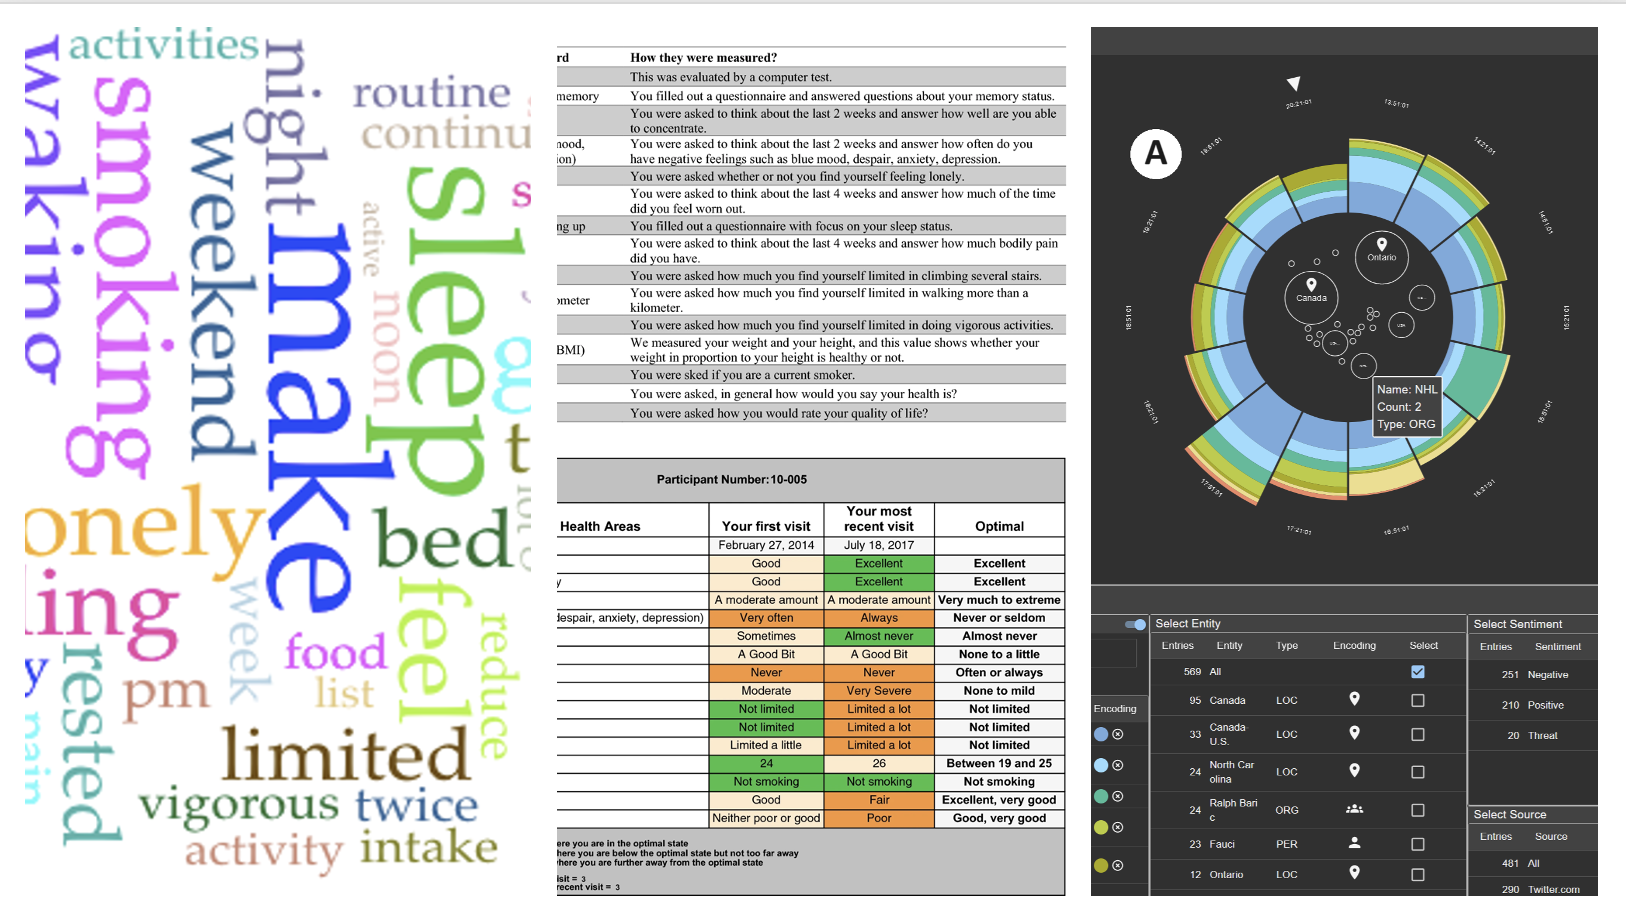 activities
waking
smoking
night
routine
continu
weekend
make
active
noon
sleep
s
t
onely
bed
ing
week
food
feel
reduce
y
rested
pm
list
pain
limited
vigorous
twice
activity
intake
rd How they were measured?
This was evaluated by a computer test.
memory You filled out a questionnaire and answered questions about your memory status.
You were asked to think about the last 2 weeks and answer how well are you able
to concentrate.
nood, You were asked to think about the last 2 weeks and answer how often do you
ion) have negative feelings such as blue mood, despair, anxiety, depression.
You were asked whether or not you find yourself feeling lonely.
You were asked to think about the last 4 weeks and answer how much of the time
did you feel worn out.
ng up You filled out a questionnaire with focus on your sleep status.
You were asked to think about the last 4 weeks and answer how much bodily pain
did you have.
You were asked how much you find yourself limited in climbing several stairs.
ometer You were asked how much you find yourself limited in walking more than a
kilometer.
You were asked how much you find yourself limited in doing vigorous activities.
BMI) We measured your weight and your height, and this value shows whether your
weight in proportion to your height is healthy or not.
You were sked if you are a current smoker.
You were asked, in general how would you say your health is?
You were asked how you would rate your quality of life?
Participant Number:10-005
Health Areas Your first visit Your most recent visit Optimal
February 27, 2014 July 18, 2017
Good Excellent Excellent
y Good Excellent Excellent
A moderate amount A moderate amount Very much to extreme
despair, anxiety, depression) Very often Always Never or seldom
Sometimes Almost never Almost never
A Good Bit A Good Bit None to a little
Never Never Often or always
Moderate Very Severe None to mild
Not limited Limited a lot Not limited
Not limited Limited a lot Not limited
Limited a little Limited a lot Not limited
24 26 Between 19 and 25
Not smoking Not smoking Not smoking
Good Fair Excellent, very good
Neither poor or good Poor Good, very good
ere you are in the optimal state
here you are below the optimal state but not too far away
where you are further away from the optimal state
isit = 3
recent visit = 3
A
20:21:01
13:51:01
14:21:01
14:51:01
15:21:01
15:51:01
16:21:01
16:51:01
17:21:01
17:51:01
18:21:01
18:51:01
19:21:01
19:51:01
Ontario
Canada
Name: NHL
Count: 2
Type: ORG
Encoding
Select Entity
Entries Entity Type Encoding Select
569 All
95 Canada LOC
33 Canada-
U.S. LOC
24 North Car
olina LOC
24 Ralph Bari
c ORG
23 Fauci PER
12 Ontario LOC
Select Sentiment
Entries Sentiment
251 Negative
210 Positive
20 Threat
Select Source
Entries Source
481 All
290 Twitter.com